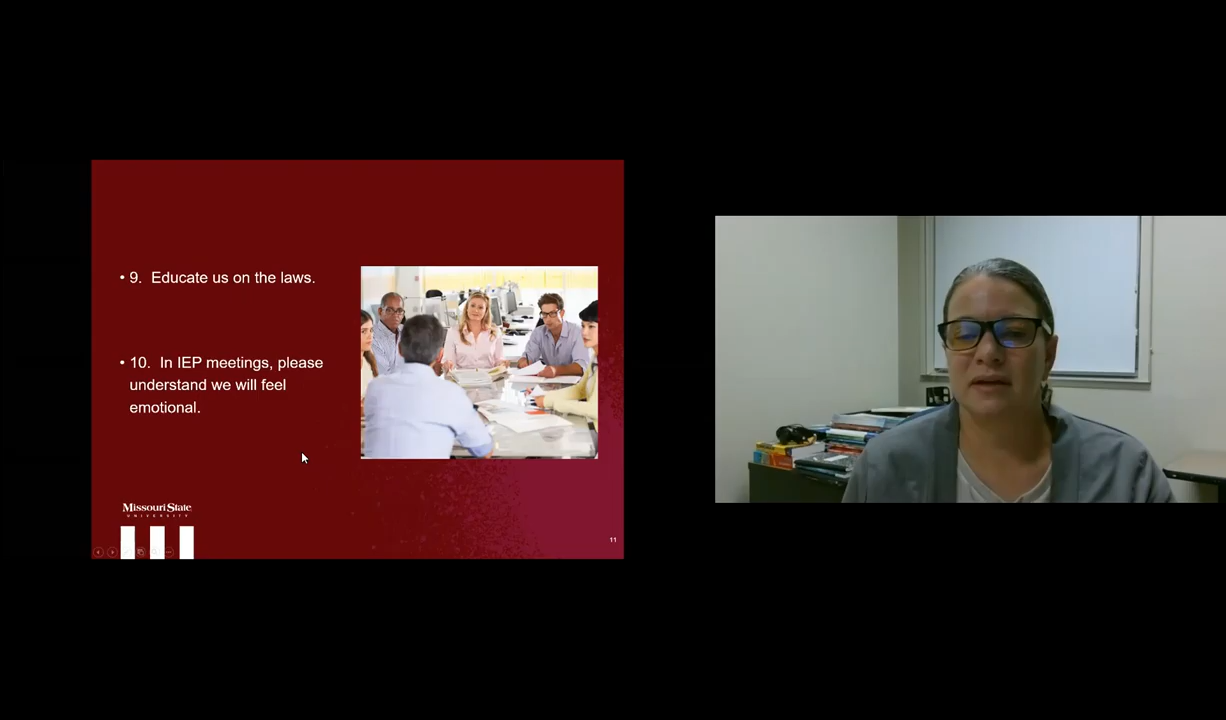 • 9.  Educate us on the laws.
• 10.  In IEP meetings, please
understand we will feel
emotional.
Missouri State
UNIVERSITY
11